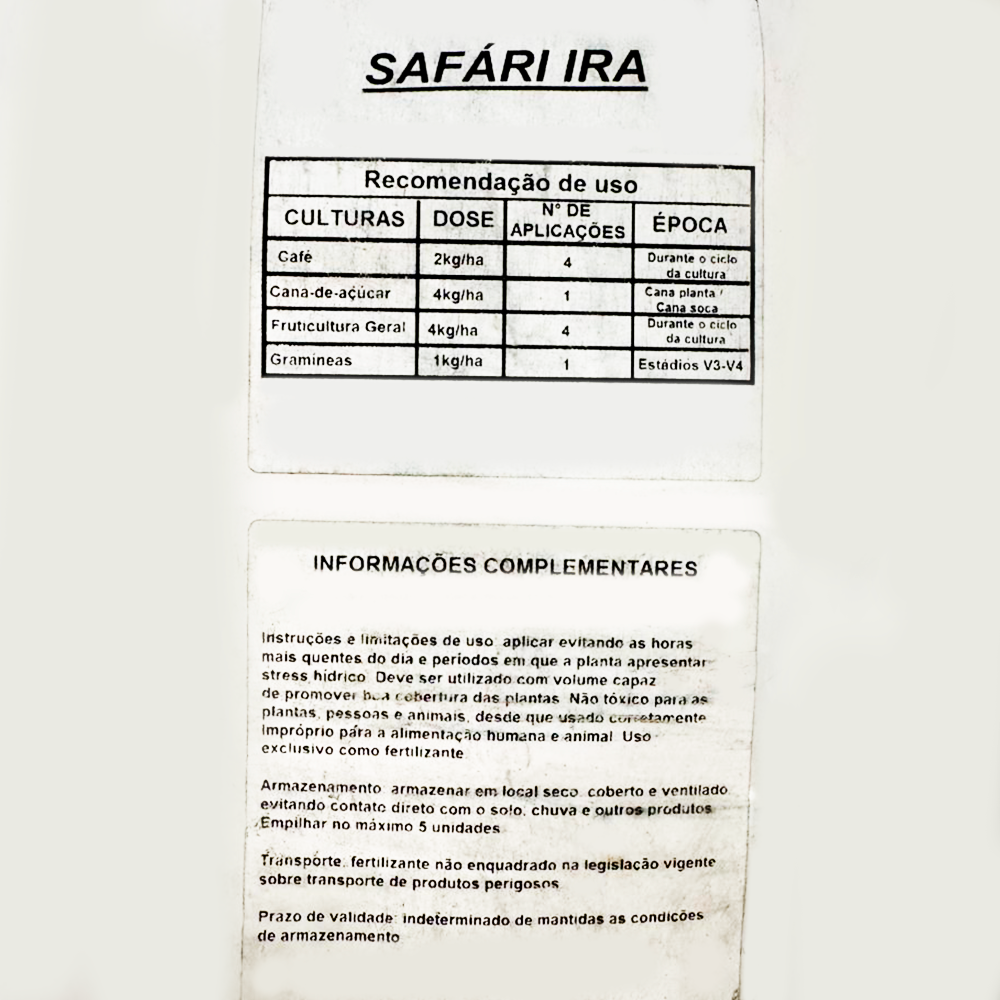 SAFÁRI IRA
Recomendação de uso
CULTURAS DOSE N° DE APLICAÇÕES ÉPOCA
Café 2kg/ha 4 Durante o ciclo da cultura
Cana-de-açúcar 4kg/ha 1 Cana planta / Cana soca
Fruticultura Geral 4kg/ha 4 Durante o ciclo da cultura
Gramíneas 1kg/ha 1 Estádios V3-V4
INFORMAÇÕES COMPLEMENTARES
Instruções e limitações de uso: aplicar evitando as horas
mais quentes do dia e períodos em que a planta apresentar
stress hídrico. Deve ser utilizado com volume capaz
de promover boa cobertura das plantas. Não tóxico para as
plantas, pessoas e animais, desde que usado corretamente.
Impróprio para a alimentação humana e animal. Uso
exclusivo como fertilizante.
Armazenamento: armazenar em local seco, coberto e ventilado,
evitando contato direto com o solo, chuva e outros produtos.
Empilhar no máximo 5 unidades.
Transporte: fertilizante não enquadrado na legislação vigente
sobre transporte de produtos perigosos.
Prazo de validade: indeterminado de mantidas as condições
de armazenamento.